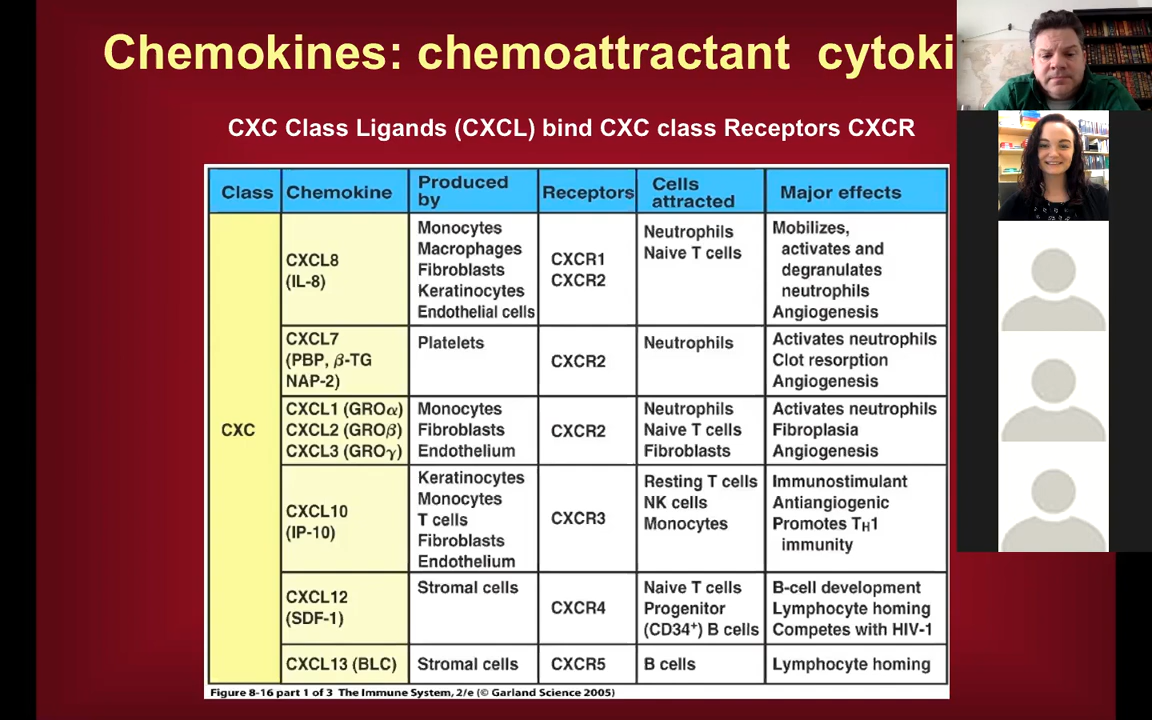 Chemokines: chemoattractant cytoki
CXC Class Ligands (CXCL) bind CXC class Receptors CXCR
Class Chemokine Produced by Receptors Cells attracted Major effects
CXC
CXCL8
(IL-8)
Monocytes
Macrophages
Fibroblasts
Keratinocytes
Endothelial cells
CXCR1
CXCR2
Neutrophils
Naive T cells
Mobilizes,
activates and
degranulates
neutrophils
Angiogenesis
CXCL7
(PBP, β-TG
NAP-2)
Platelets
CXCR2
Neutrophils
Activates neutrophils
Clot resorption
Angiogenesis
CXCL1 (GROα)
CXCL2 (GROβ)
CXCL3 (GROγ)
Monocytes
Fibroblasts
Endothelium
CXCR2
Neutrophils
Naive T cells
Fibroblasts
Activates neutrophils
Fibroplasia
Angiogenesis
CXCL10
(IP-10)
Keratinocytes
Monocytes
T cells
Fibroblasts
Endothelium
CXCR3
Resting T cells
NK cells
Monocytes
Immunostimulant
Antiangiogenic
Promotes TH1
immunity
CXCL12
(SDF-1)
Stromal cells
CXCR4
Naive T cells
Progenitor
(CD34+) B cells
B-cell development
Lymphocyte homing
Competes with HIV-1
CXCL13 (BLC)
Stromal cells
CXCR5
B cells
Lymphocyte homing
Figure 8-16 part 1 of 3 The Immune System, 2/e (© Garland Science 2005)